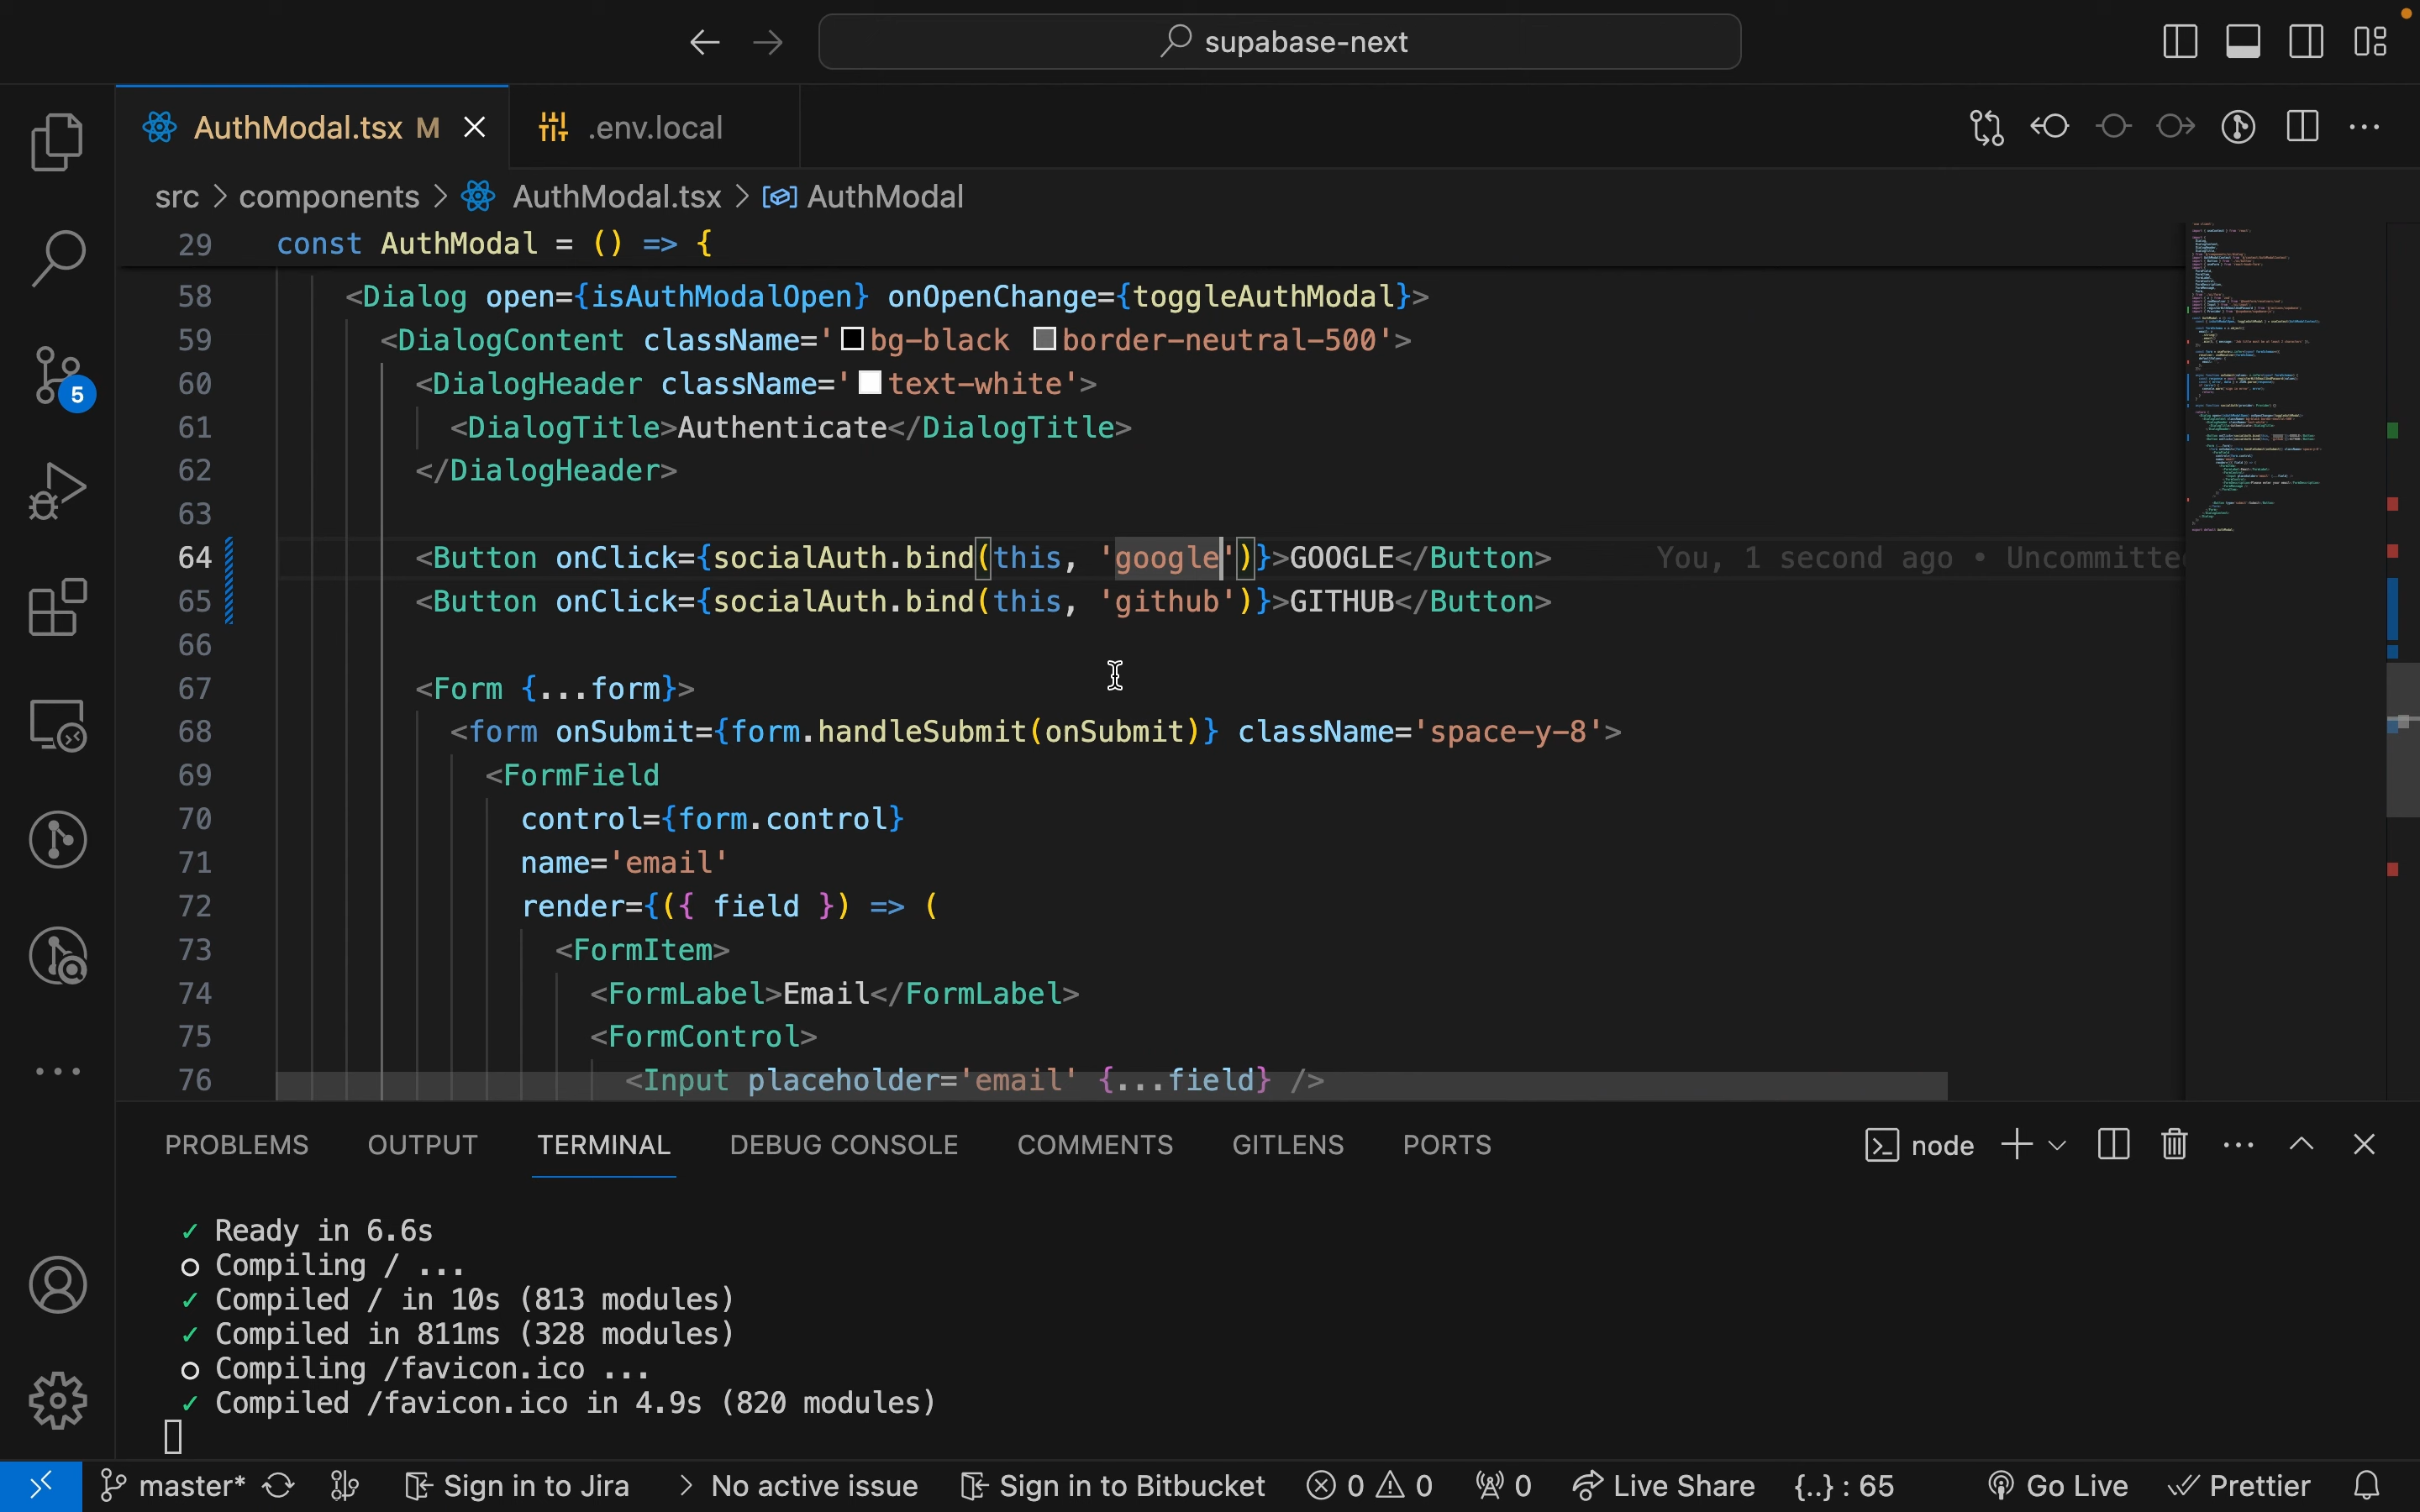 supabase-next
AuthModal.tsx M
.env.local
src > components > AuthModal.tsx > AuthModal
29 const AuthModal = () => {
58 <Dialog open={isAuthModalOpen} onOpenChange={toggleAuthModal}>
59 <DialogContent className='bg-black border-neutral-500'>
60 <DialogHeader className='text-white'>
61 <DialogTitle>Authenticate</DialogTitle>
62 </DialogHeader>
63
64 <Button onClick={socialAuth.bind(this, 'google')}>GOOGLE</Button> You, 1 second ago • Uncommitte
65 <Button onClick={socialAuth.bind(this, 'github')}>GITHUB</Button>
66
67 <Form {...form}>
68 <form onSubmit={form.handleSubmit(onSubmit)} className='space-y-8'>
69 <FormField
70 control={form.control}
71 name='email'
72 render={({ field }) => (
73 <FormItem>
74 <FormLabel>Email</FormLabel>
75 <FormControl>
76 <Input placeholder='email' {...field} />
5
PROBLEMS OUTPUT TERMINAL DEBUG CONSOLE COMMENTS GITLENS PORTS node
✓ Ready in 6.6s
○ Compiling / ...
✓ Compiled / in 10s (813 modules)
✓ Compiled in 811ms (328 modules)
○ Compiling /favicon.ico ...
✓ Compiled /favicon.ico in 4.9s (820 modules)
master* Sign in to Jira > No active issue Sign in to Bitbucket 0 0 0 Live Share {..} : 65 Go Live Prettier